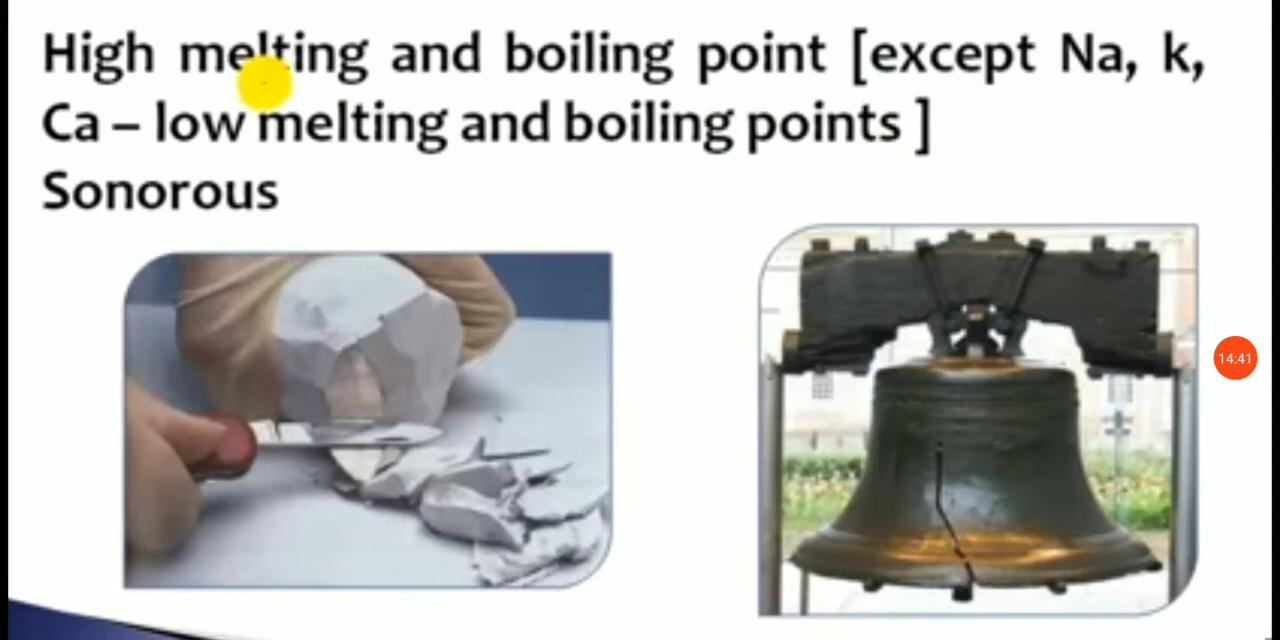 High melting and boiling point [except Na, k,
Ca – low melting and boiling points ]
Sonorous
14:41